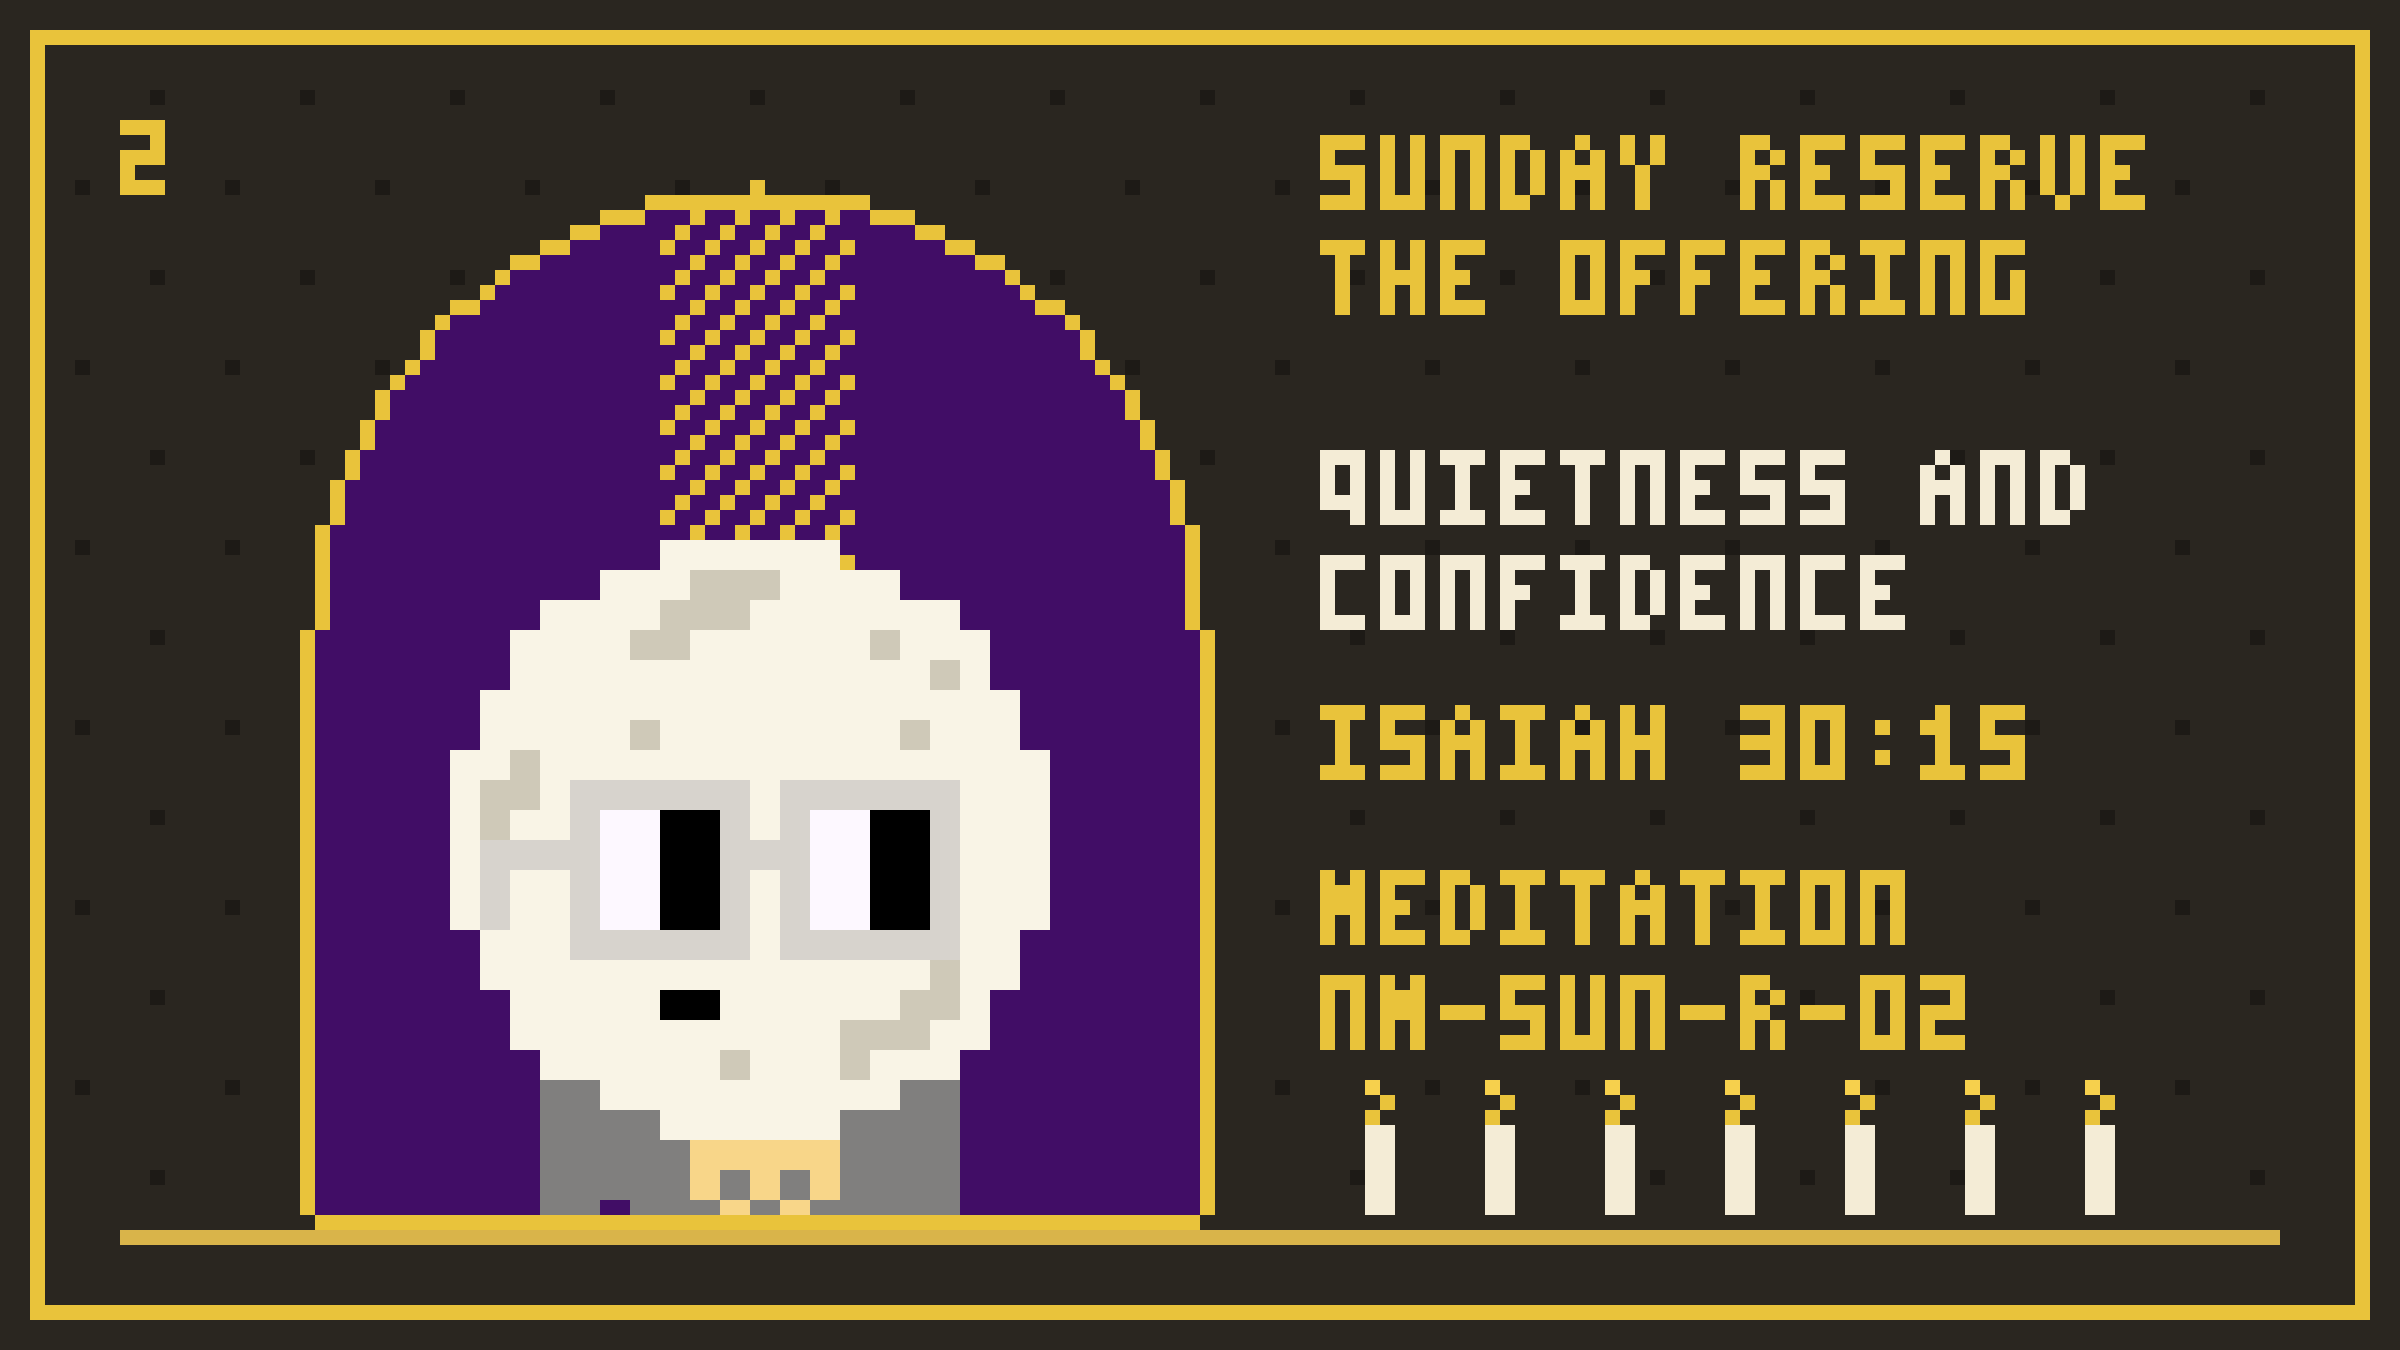 2
SUNDAY RESERVE
THE OFFERING
QUIETNESS AND
CONFIDENCE
ISAIAH 30:15
MEDITATION
NM-SUN-R-02